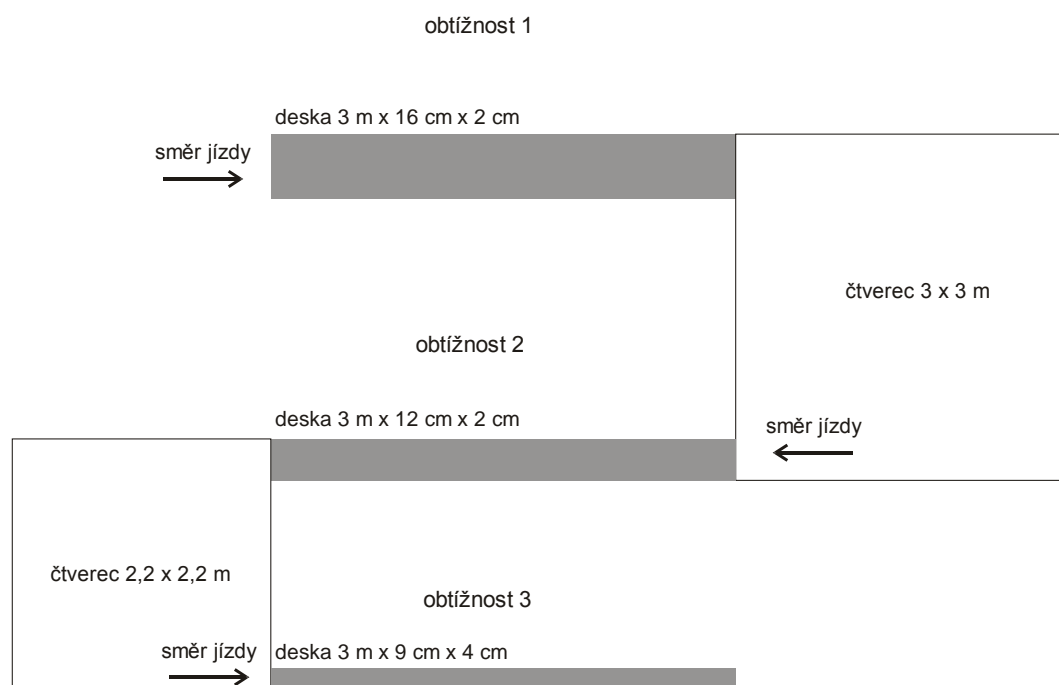 obtížnost 1
deska 3 m x 16 cm x 2 cm
směr jízdy
čtverec 3 x 3 m
obtížnost 2
deska 3 m x 12 cm x 2 cm
směr jízdy
čtverec 2,2 x 2,2 m
obtížnost 3
směr jízdy
deska 3 m x 9 cm x 4 cm